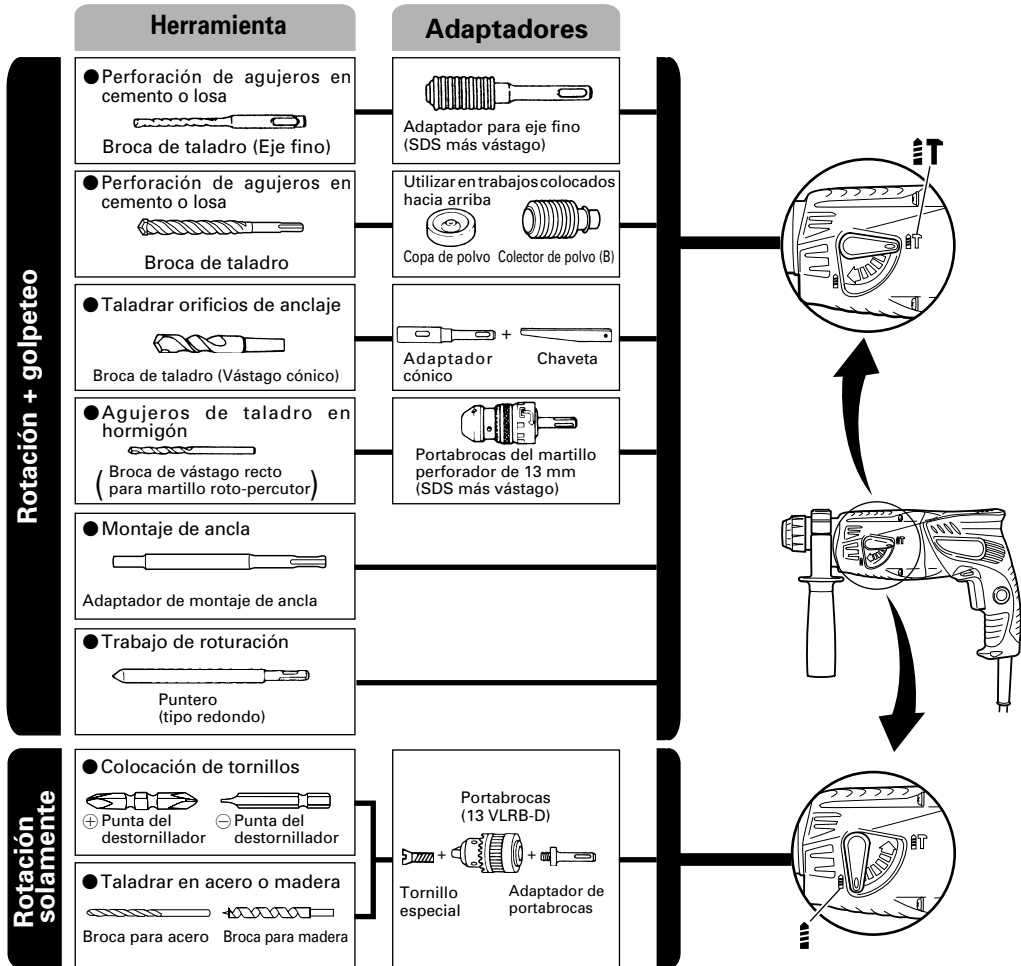 Herramienta
Adaptadores
Rotación + golpeteo
● Perforación de agujeros en
cemento o losa
Broca de taladro (Eje fino)
Adaptador para eje fino
(SDS más vástago)
● Perforación de agujeros en
cemento o losa
Broca de taladro
Utilizar en trabajos colocados
hacia arriba
Copa de polvo
Colector de polvo (B)
● Taladrar orificios de anclaje
Broca de taladro (Vástago cónico)
+
Adaptador
cónico
Chaveta
● Agujeros de taladro en
hormigón
(Broca de vástago recto
para martillo roto-percutor)
Portabrocas del martillo
perforador de 13 mm
(SDS más vástago)
● Montaje de ancla
Adaptador de montaje de ancla
● Trabajo de roturación
Puntero
(tipo redondo)
Rotación
solamente
● Colocación de tornillos
⊕ Punta del
destornillador
⊖ Punta del
destornillador
● Taladrar en acero o madera
Broca para acero
Broca para madera
Portabrocas
(13 VLRB-D)
+ +
Tornillo
especial
Adaptador de
portabrocas